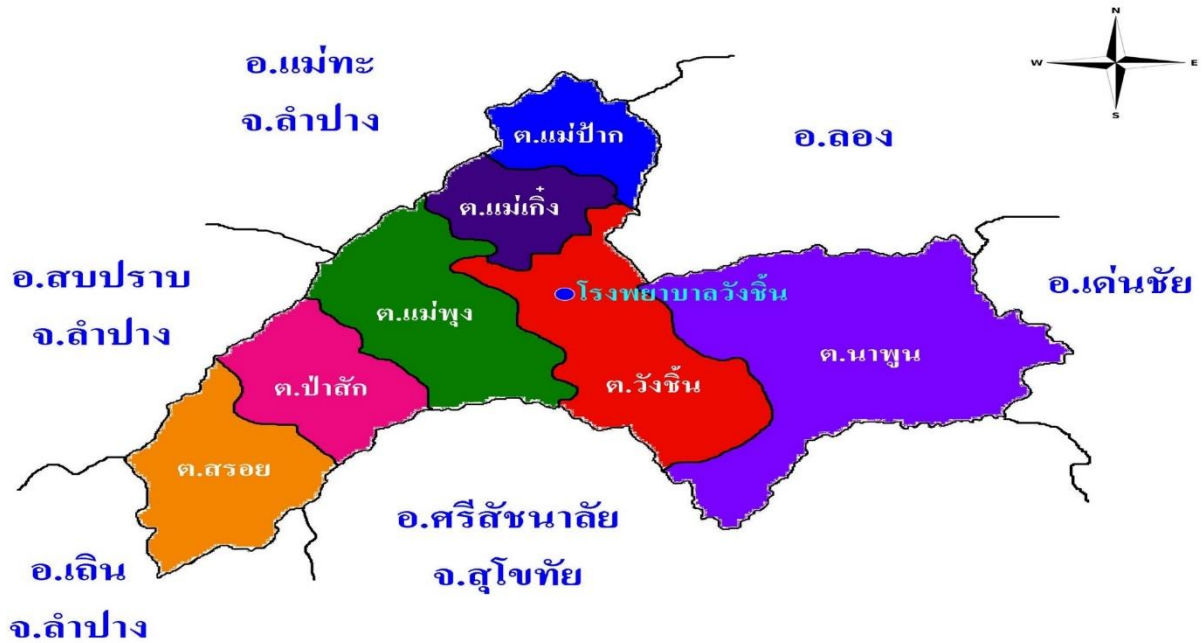 N
W
E
S
อ.แม่ทะ
จ.ลำปาง
ต.แม่ป้าก
อ.ลอง
ต.แม่เกิ๋ง
อ.สบปราบ
จ.ลำปาง
โรงพยาบาลวังชิ้น
อ.เด่นชัย
ต.แม่พุง
ต.นาพูน
ต.ป่าสัก
ต.วังชิ้น
ต.สรอย
อ.ศรีสัชนาลัย
จ.สุโขทัย
อ.เถิน
จ.ลำปาง